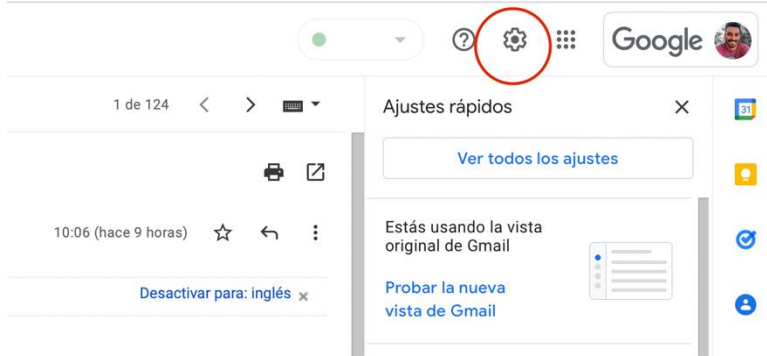 Google
1 de 124
Ajustes rápidos
31
Ver todos los ajustes
10:06 (hace 9 horas)
Estás usando la vista
original de Gmail
Desactivar para: inglés
Probar la nueva
vista de Gmail